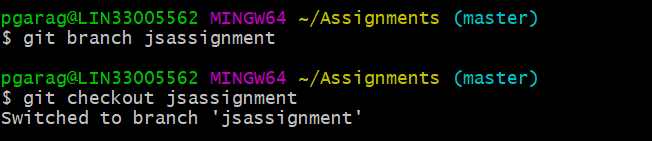 pgarag@LIN33005562 MINGW64 ~/Assignments (master)
$ git branch jsassignment
pgarag@LIN33005562 MINGW64 ~/Assignments (master)
$ git checkout jsassignment
Switched to branch 'jsassignment'